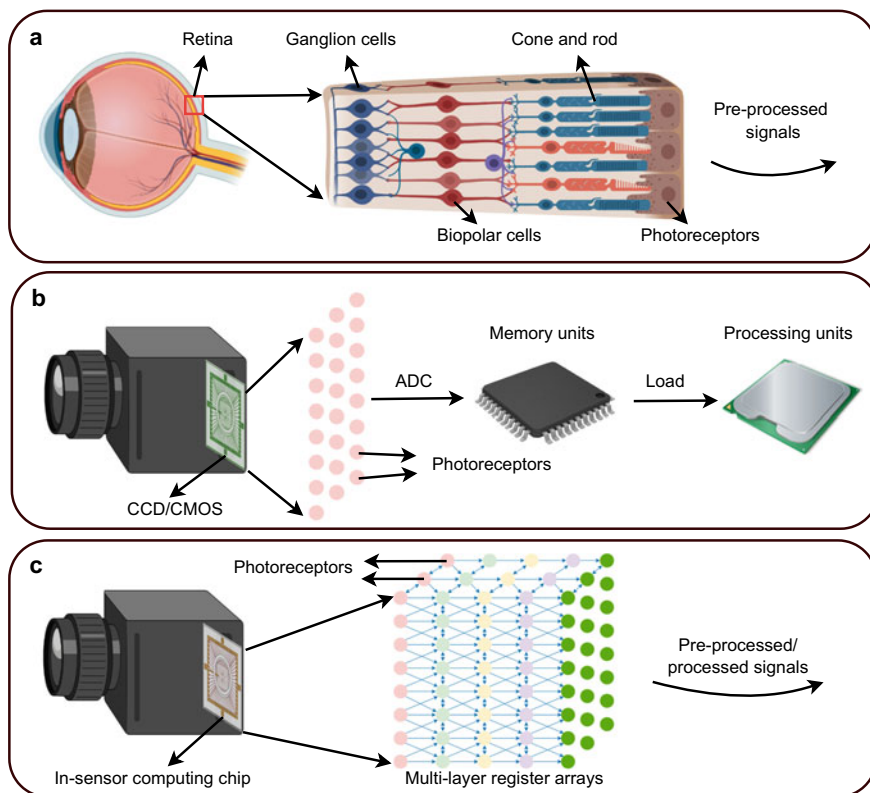 a
Retina
Ganglion cells
Cone and rod
Pre-processed
signals
Biopolar cells
Photoreceptors
b
Memory units
Processing units
ADC
Load
Photoreceptors
CCD/CMOS
c
Photoreceptors
Pre-processed/
processed signals
In-sensor computing chip
Multi-layer register arrays